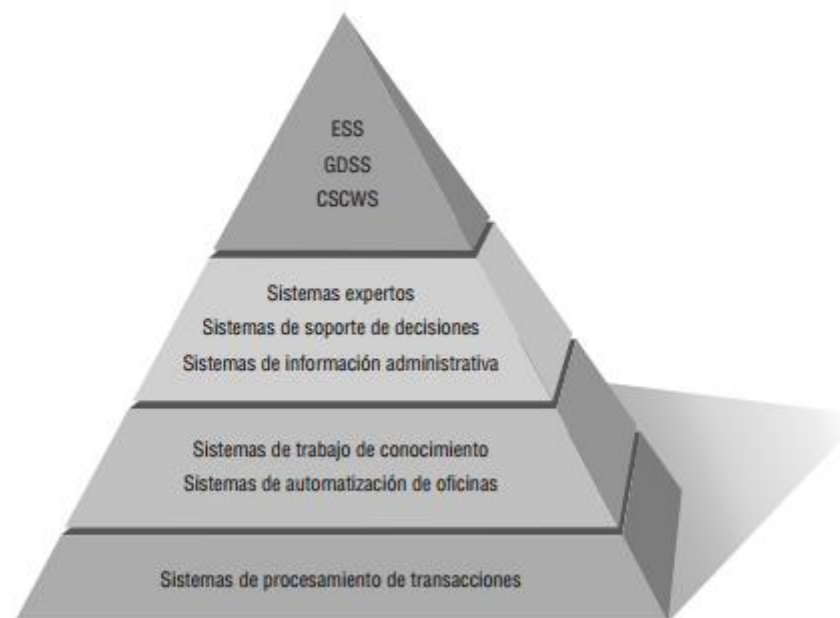 ESS
GDSS
CSCWS
Sistemas expertos
Sistemas de soporte de decisiones
Sistemas de información administrativa
Sistemas de trabajo de conocimiento
Sistemas de automatización de oficinas
Sistemas de procesamiento de transacciones